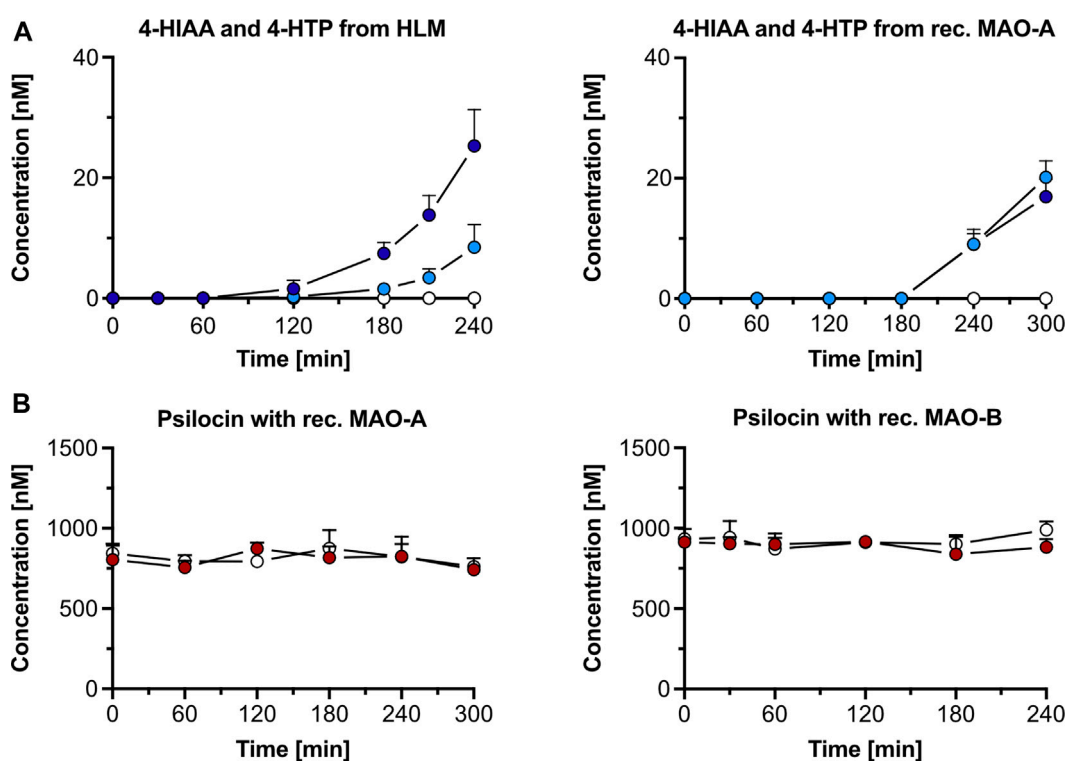 A
4-HIAA and 4-HTP from HLM
Concentration [nM]
40
20
0
0 60 120 180 240
Time [min]
4-HIAA and 4-HTP from rec. MAO-A
Concentration [nM]
40
20
0
0 60 120 180 240 300
Time [min]
B
Psilocin with rec. MAO-A
Concentration [nM]
1500
1000
500
0
0 60 120 180 240 300
Time [min]
Psilocin with rec. MAO-B
Concentration [nM]
1500
1000
500
0
0 60 120 180 240
Time [min]